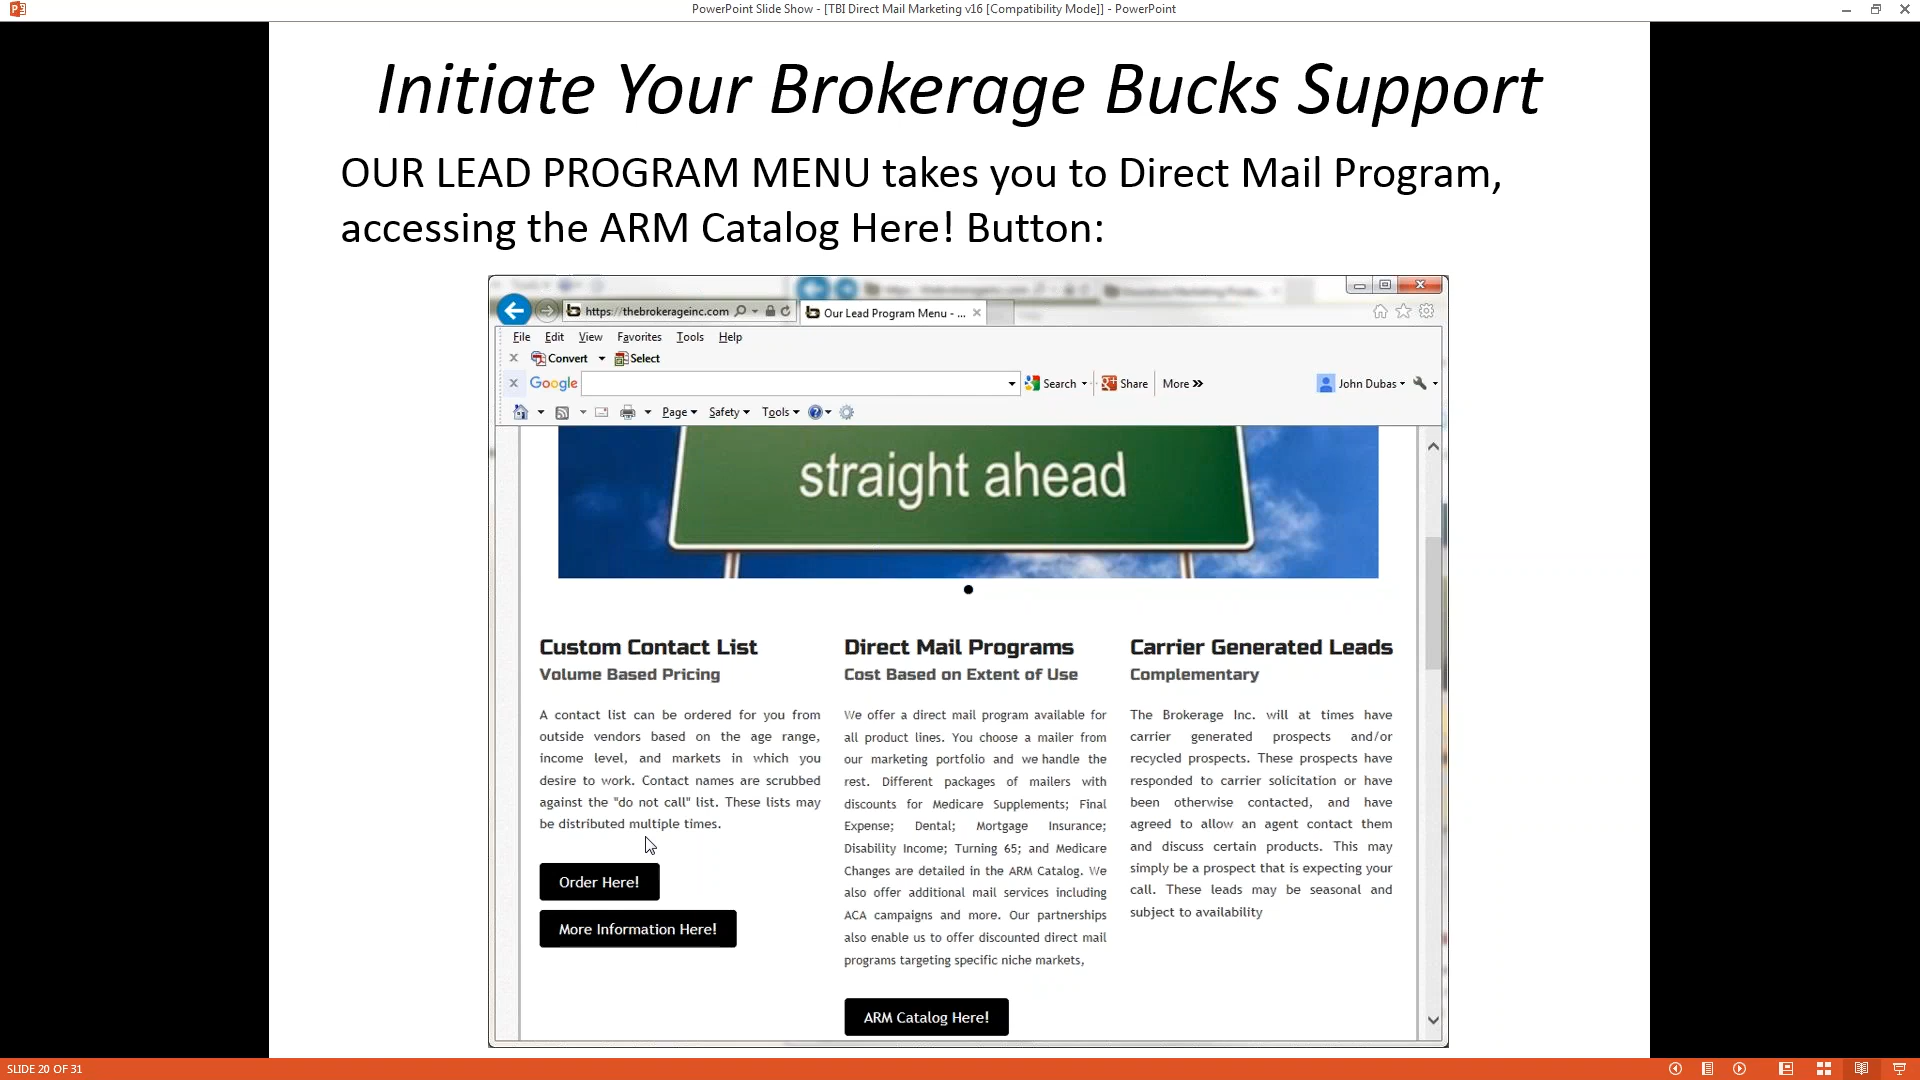 PowerPoint Slide Show - [TBI Direct Mail Marketing v16 [Compatibility Mode]] - PowerPoint
Initiate Your Brokerage Bucks Support
OUR LEAD PROGRAM MENU takes you to Direct Mail Program,
accessing the ARM Catalog Here! Button:
https://thebrokerageinc.com
Our Lead Program Menu - ...
File Edit View Favorites Tools Help
Convert Select
Google Search Share More John Dubas
Page Safety Tools
straight ahead
Custom Contact List
Volume Based Pricing
A contact list can be ordered for you from
outside vendors based on the age range,
income level, and markets in which you
desire to work. Contact names are scrubbed
against the "do not call" list. These lists may
be distributed multiple times.
Order Here!
More Information Here!
Direct Mail Programs
Cost Based on Extent of Use
We offer a direct mail program available for
all product lines. You choose a mailer from
our marketing portfolio and we handle the
rest. Different packages of mailers with
discounts for Medicare Supplements; Final
Expense; Dental; Mortgage Insurance;
Disability Income; Turning 65; and Medicare
Changes are detailed in the ARM Catalog. We
also offer additional mail services including
ACA campaigns and more. Our partnerships
also enable us to offer discounted direct mail
programs targeting specific niche markets,
ARM Catalog Here!
Carrier Generated Leads
Complementary
The Brokerage Inc. will at times have
carrier generated prospects and/or
recycled prospects. These prospects have
responded to carrier solicitation or have
been otherwise contacted, and have
agreed to allow an agent contact them
and discuss certain products. This may
simply be a prospect that is expecting your
call. These leads may be seasonal and
subject to availability
SLIDE 20 OF 31